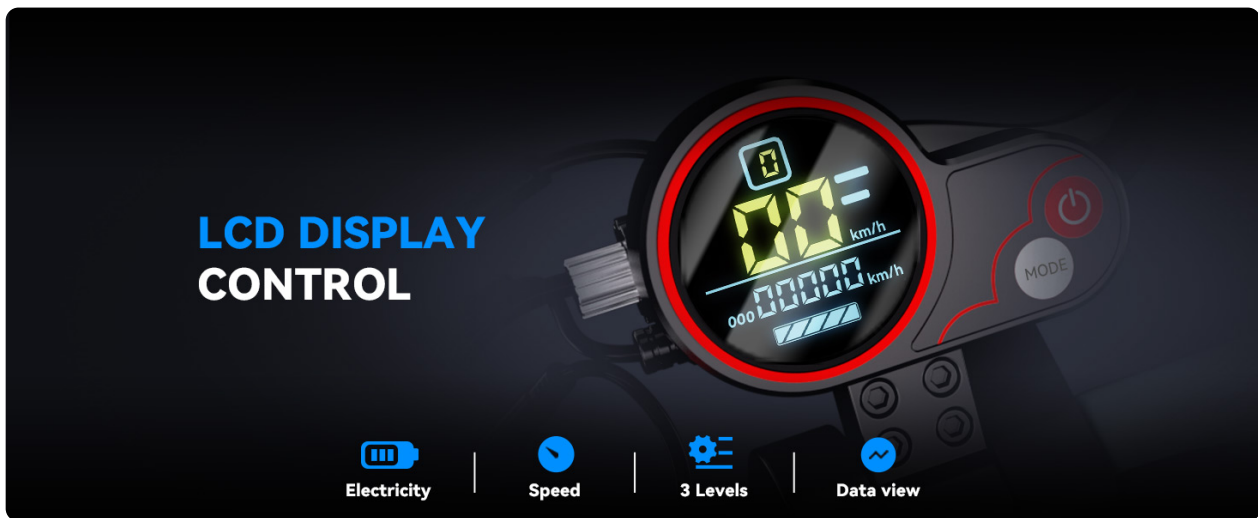 LCD DISPLAY
CONTROL
0
00
km/h
000 00000 km/h
MODE
Electricity
Speed
3 Levels
Data view